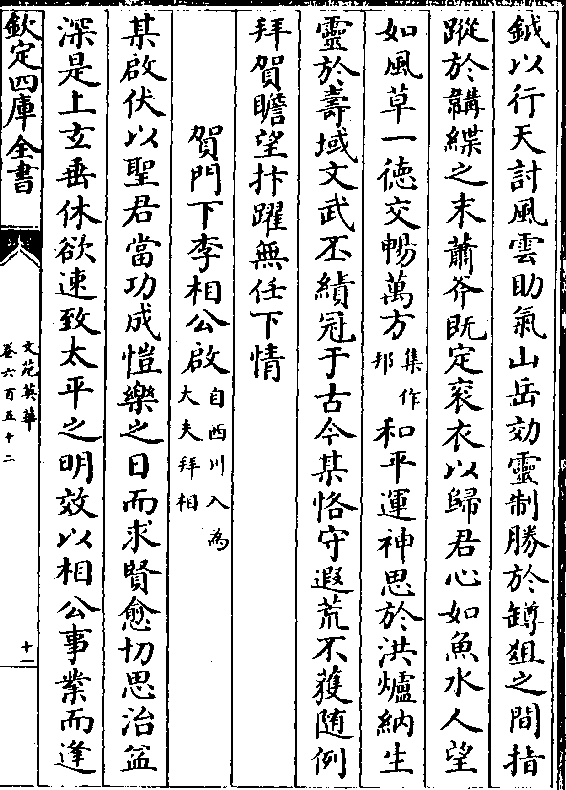 鉞以行天討風雲助氣山岳効靈制勝於罇爼之間指
蹤於韝緤之末蕭斧既定衮衣以歸君心如魚水人望
如風草一徳交暢萬方集作邦和平運神思於洪爐納生
靈於壽域文武丕績冠于古今某恪守遐荒不獲随例
拜賀瞻望抃躍無任下情
賀門下李相公啟自西川入為大夫拜相
某啟伏以聖君當功成愷樂之日而求賢愈切思治益
深是上玄垂休欲速致太平之明效以相公事業而逢
欽定四庫全書
文苑英華
卷六百五十二
十一